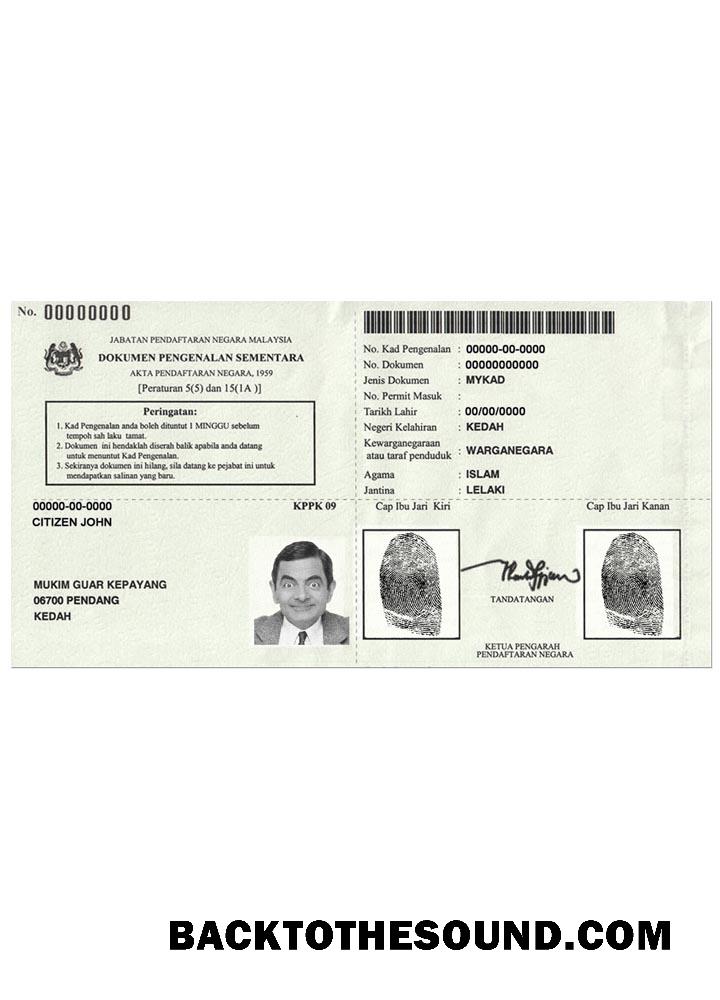 No. 00000000
JABATAN PENDAFTARAN NEGARA MALAYSIA
DOKUMEN PENGENALAN SEMENTARA
AKTA PENDAFTARAN NEGARA, 1959
[Peraturan 5(5) dan 15(1A )]
Peringatan:
1. Kad Pengenalan anda boleh dituntut 1 MINGGU sebelum
tempoh sah laku tamat.
2. Dokumen ini hendaklah diserah balik apabila anda datang
untuk menuntut Kad Pengenalan.
3. Sekiranya dokumen ini hilang, sila datang ke pejabat ini untuk
mendapatkan salinan yang baru.
00000-00-0000 KPPK 09
CITIZEN JOHN
MUKIM GUAR KEPAYANG
06700 PENDANG
KEDAH
No. Kad Pengenalan : 00000-00-0000
No. Dokumen : 00000000000
Jenis Dokumen : MYKAD
No. Permit Masuk :
Tarikh Lahir : 00/00/0000
Negeri Kelahiran : KEDAH
Kewarganegaraan
atau taraf penduduk : WARGANEGARA
Agama : ISLAM
Jantina : LELAKI
Cap Ibu Jari Kiri Cap Ibu Jari Kanan
TANDATANGAN
KETUA PENGARAH
PENDAFTARAN NEGARA
BACKTOTHESOUND.COM